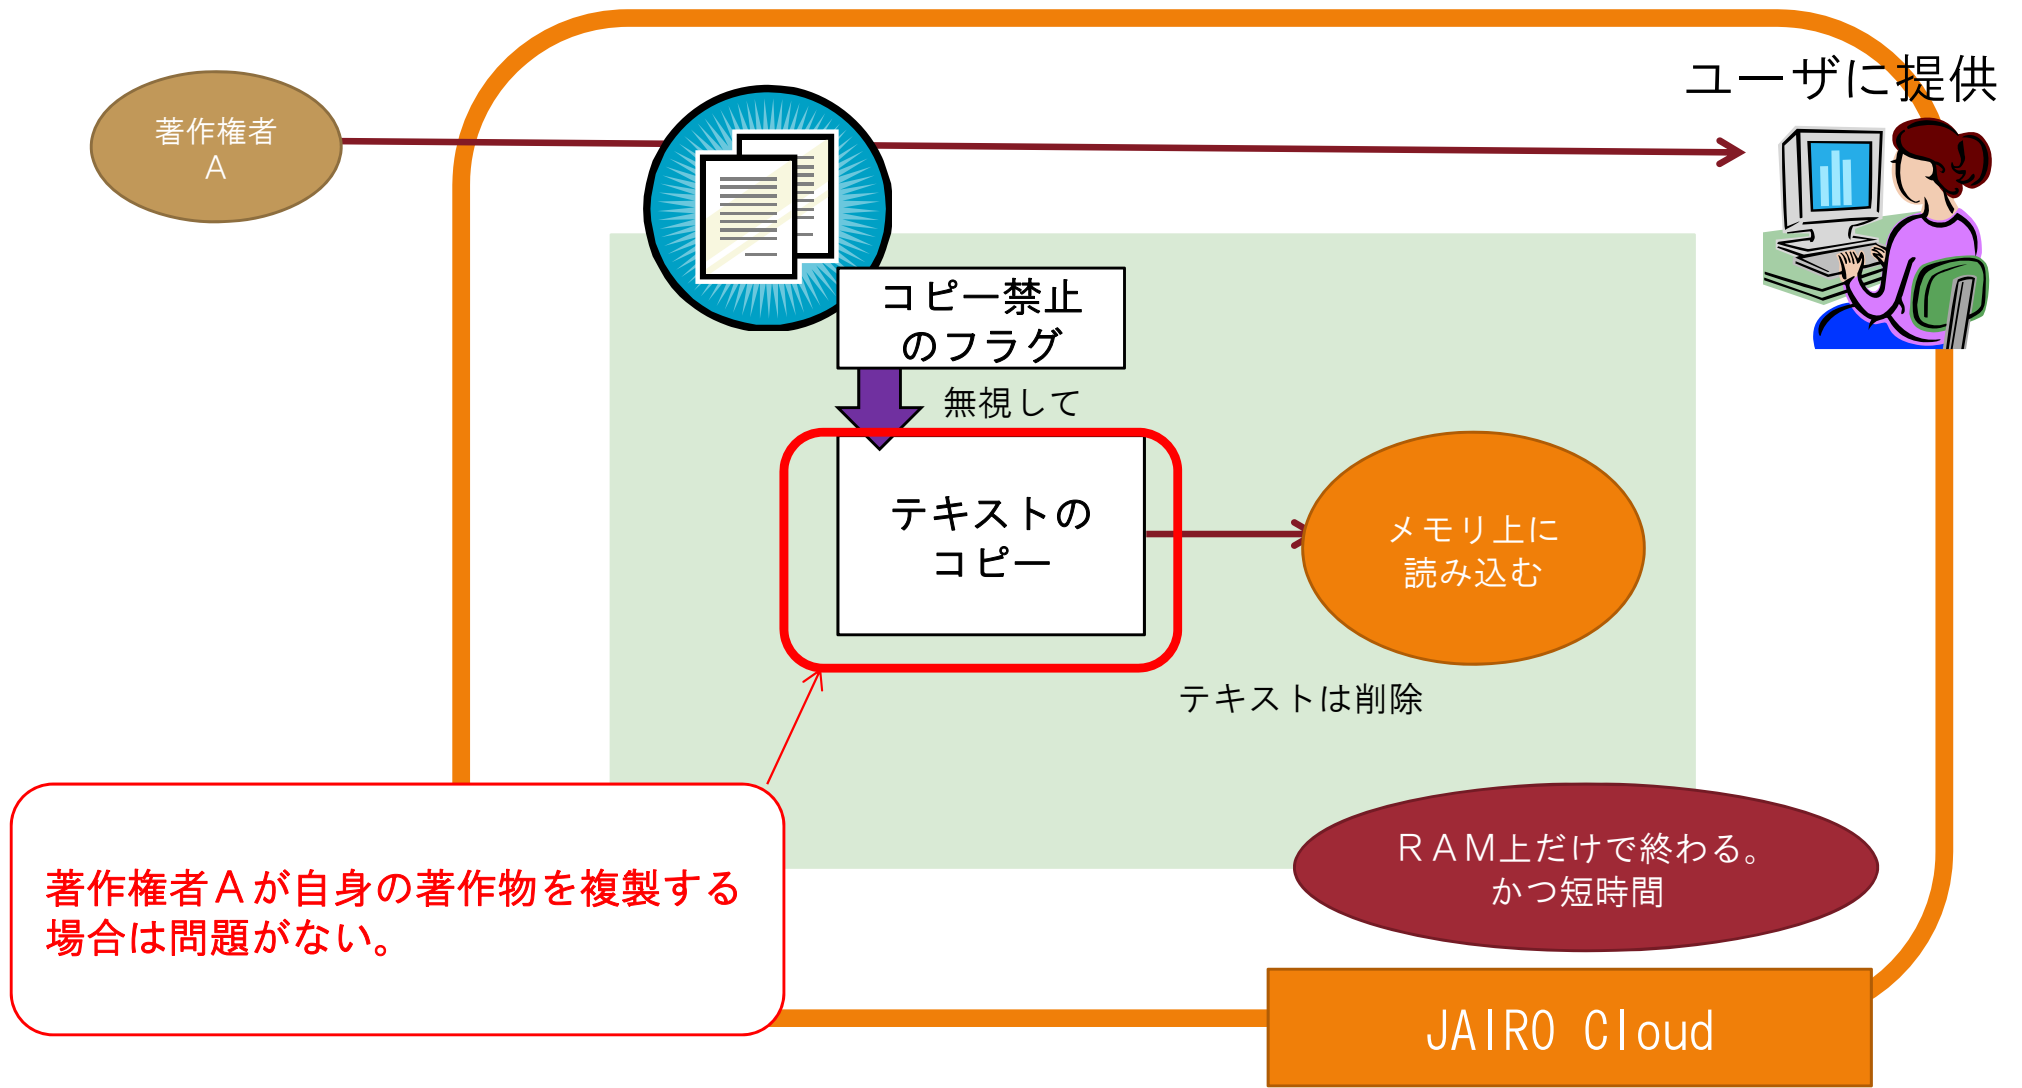 ユーザに提供
著作権者
A
コピー禁止
のフラグ
無視して
テキストの
コピー
メモリ上に
読み込む
テキストは削除
RAM上だけで終わる。
かつ短時間
著作権者Aが自身の著作物を複製する
場合は問題がない。
JAIRO Cloud